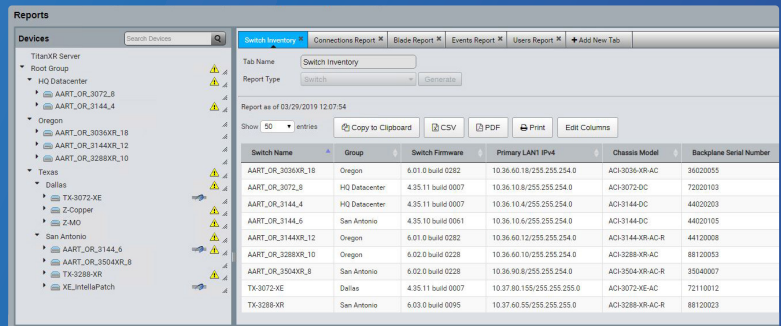 Reports
Devices
Search Devices
TitanXR Server
Root Group
HQ Datacenter
AART_OR_3072_8
AART_OR_3144_4
Oregon
AART_OR_3036XR_18
AART_OR_3144XR_12
AART_OR_3288XR_10
Texas
Dallas
TX-3072-XE
Z-Copper
Z-MO
San Antonio
AART_OR_3144_6
AART_OR_3504XR_8
TX-3288-XR
XE_IntellaPatch
Switch Inventory Connections Report Blade Report Events Report Users Report Add New Tab
Tab Name Switch Inventory
Report Type Switch Generate
Report as of 03/29/2019 12:07:54
Show 50 entries Copy to Clipboard CSV PDF Print Edit Columns
Switch Name Group Switch Firmware Primary LAN1 IPv4 Chassis Model Backplane Serial Number
AART_OR_3036XR_18 Oregon 6.01.0 build 0282 10.36.60.18/255.255.254.0 ACI-3036-XR-AC 36020055
AART_OR_3072_8 HQ Datacenter 4.35.11 build 0007 10.36.10.8/255.255.254.0 ACI-3072-DC 72020103
AART_OR_3144_4 HQ Datacenter 4.35.11 build 0007 10.36.10.4/255.255.254.0 ACI-3144-DC 44020203
AART_OR_3144_6 San Antonio 4.35.10 build 0061 10.36.10.6/255.255.254.0 ACI-3144-DC 44020105
AART_OR_3144XR_12 Oregon 6.01.0 build 0282 10.36.60.12/255.255.254.0 ACI-3144-XR-AC-R 44120008
AART_OR_3288XR_10 Oregon 6.02.0 build 0228 10.36.60.10/255.255.254.0 ACI-3288-XR-AC 88120053
AART_OR_3504XR_8 San Antonio 6.02.0 build 0228 10.36.90.8/255.255.254.0 ACI-3504-XR-AC-R 35040007
TX-3072-XE Dallas 4.35.11 build 0007 10.37.80.155/255.255.255.0 ACI-3072-XE-AC 72110012
TX-3288-XR San Antonio 6.03.0 build 0095 10.37.60.55/255.255.255.0 ACI-3288-XR-AC-R 88120023